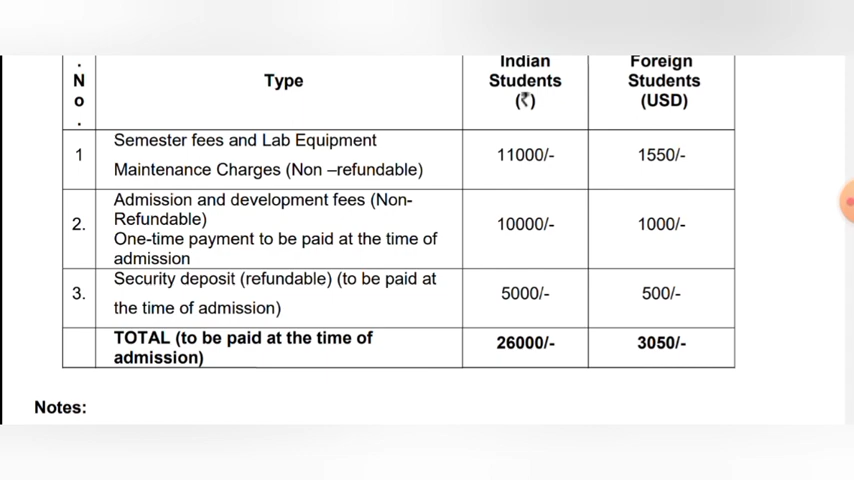 .
N
o
.
Type
Indian
Students
(₹)
Foreign
Students
(USD)
1
Semester fees and Lab Equipment
Maintenance Charges (Non –refundable)
11000/-
1550/-
2.
Admission and development fees (Non-
Refundable)
One-time payment to be paid at the time of
admission
10000/-
1000/-
3.
Security deposit (refundable) (to be paid at
the time of admission)
5000/-
500/-
TOTAL (to be paid at the time of
admission)
26000/-
3050/-
Notes: